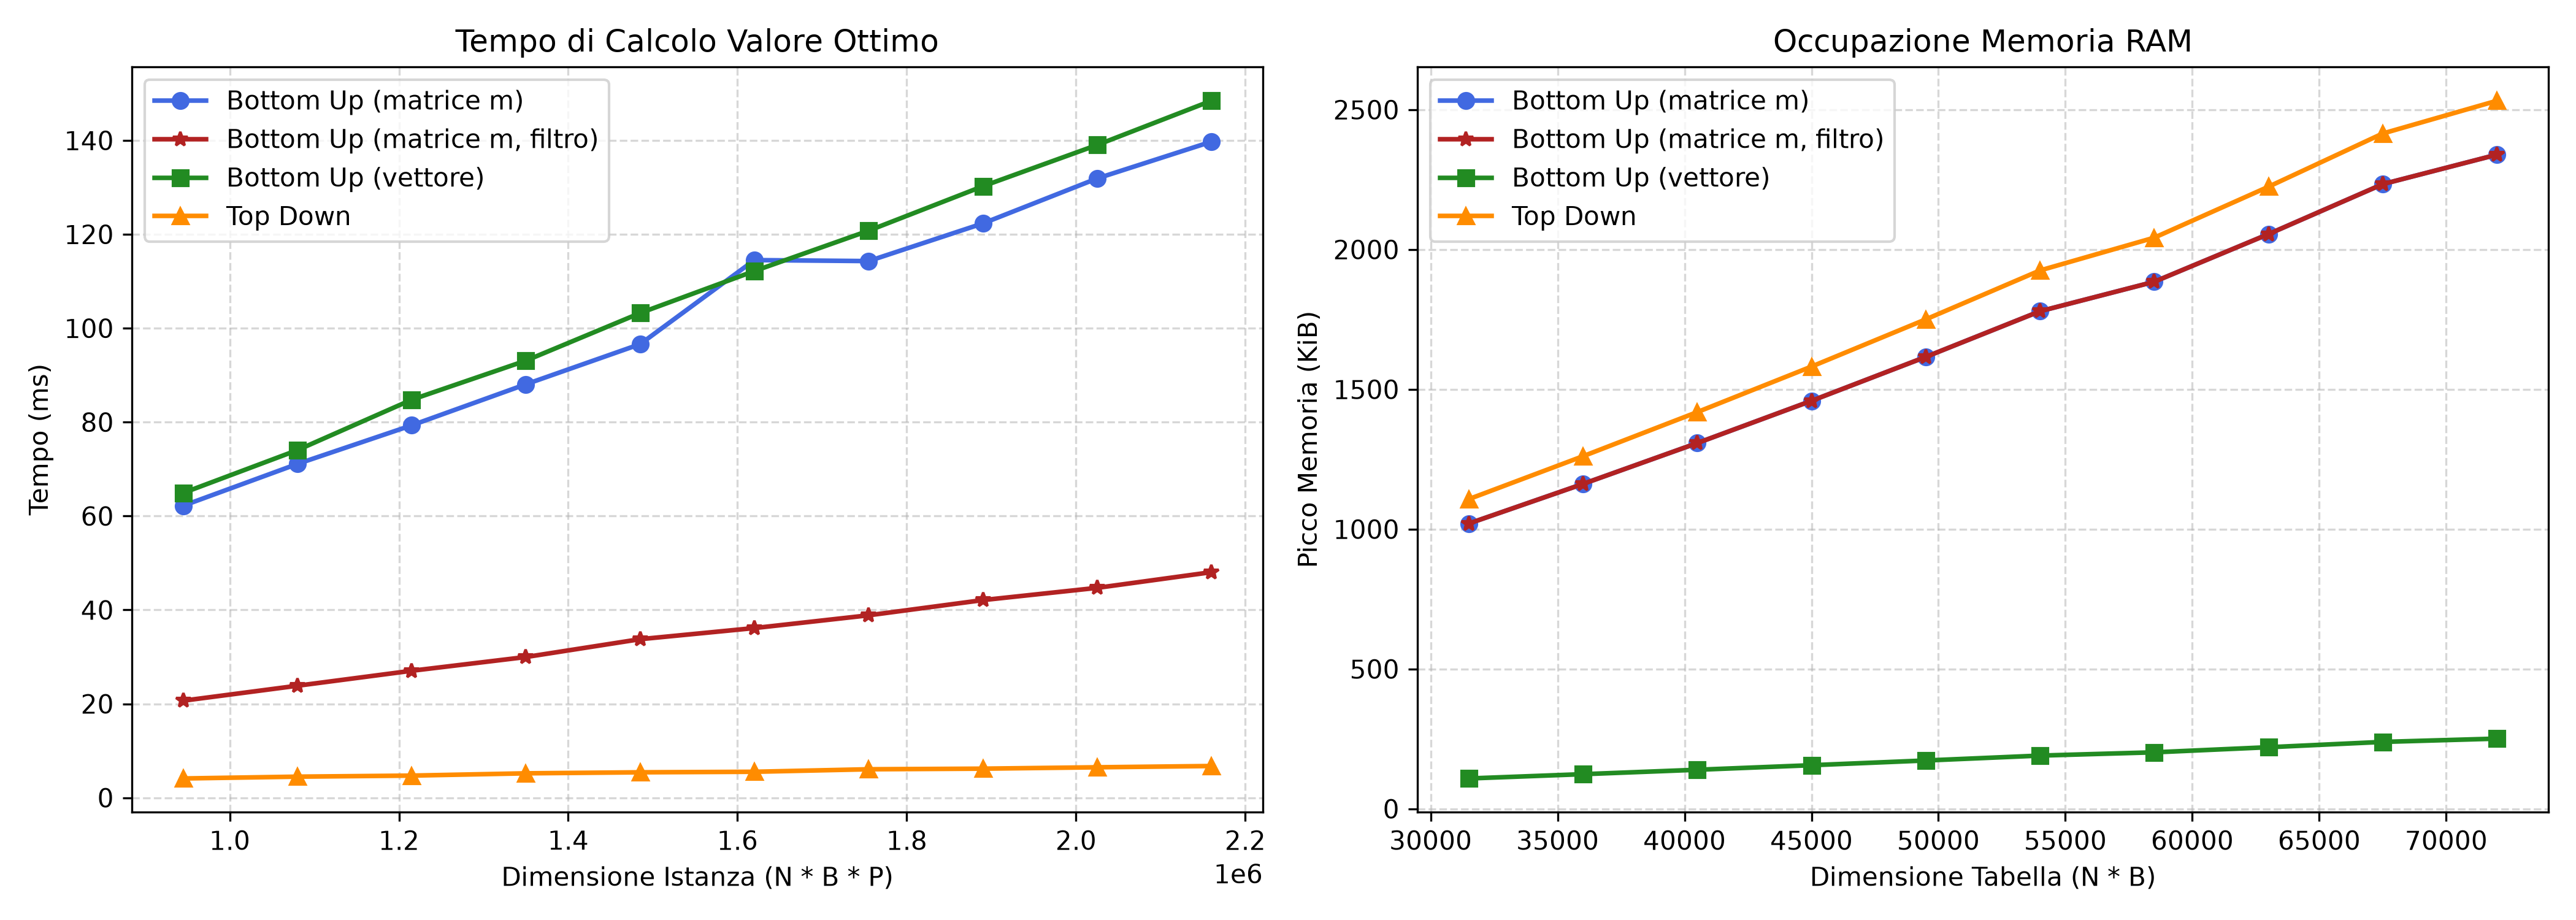 Tempo di Calcolo Valore Ottimo
Bottom Up (matrice m)
Bottom Up (matrice m, filtro)
Bottom Up (vettore)
Top Down
Tempo (ms)
140
120
100
80
60
40
20
0
1.0 1.2 1.4 1.6 1.8 2.0 2.2
1e6
Dimensione Istanza (N * B * P)
Occupazione Memoria RAM
Bottom Up (matrice m)
Bottom Up (matrice m, filtro)
Bottom Up (vettore)
Top Down
Picco Memoria (KiB)
2500
2000
1500
1000
500
0
30000 35000 40000 45000 50000 55000 60000 65000 70000
Dimensione Tabella (N * B)